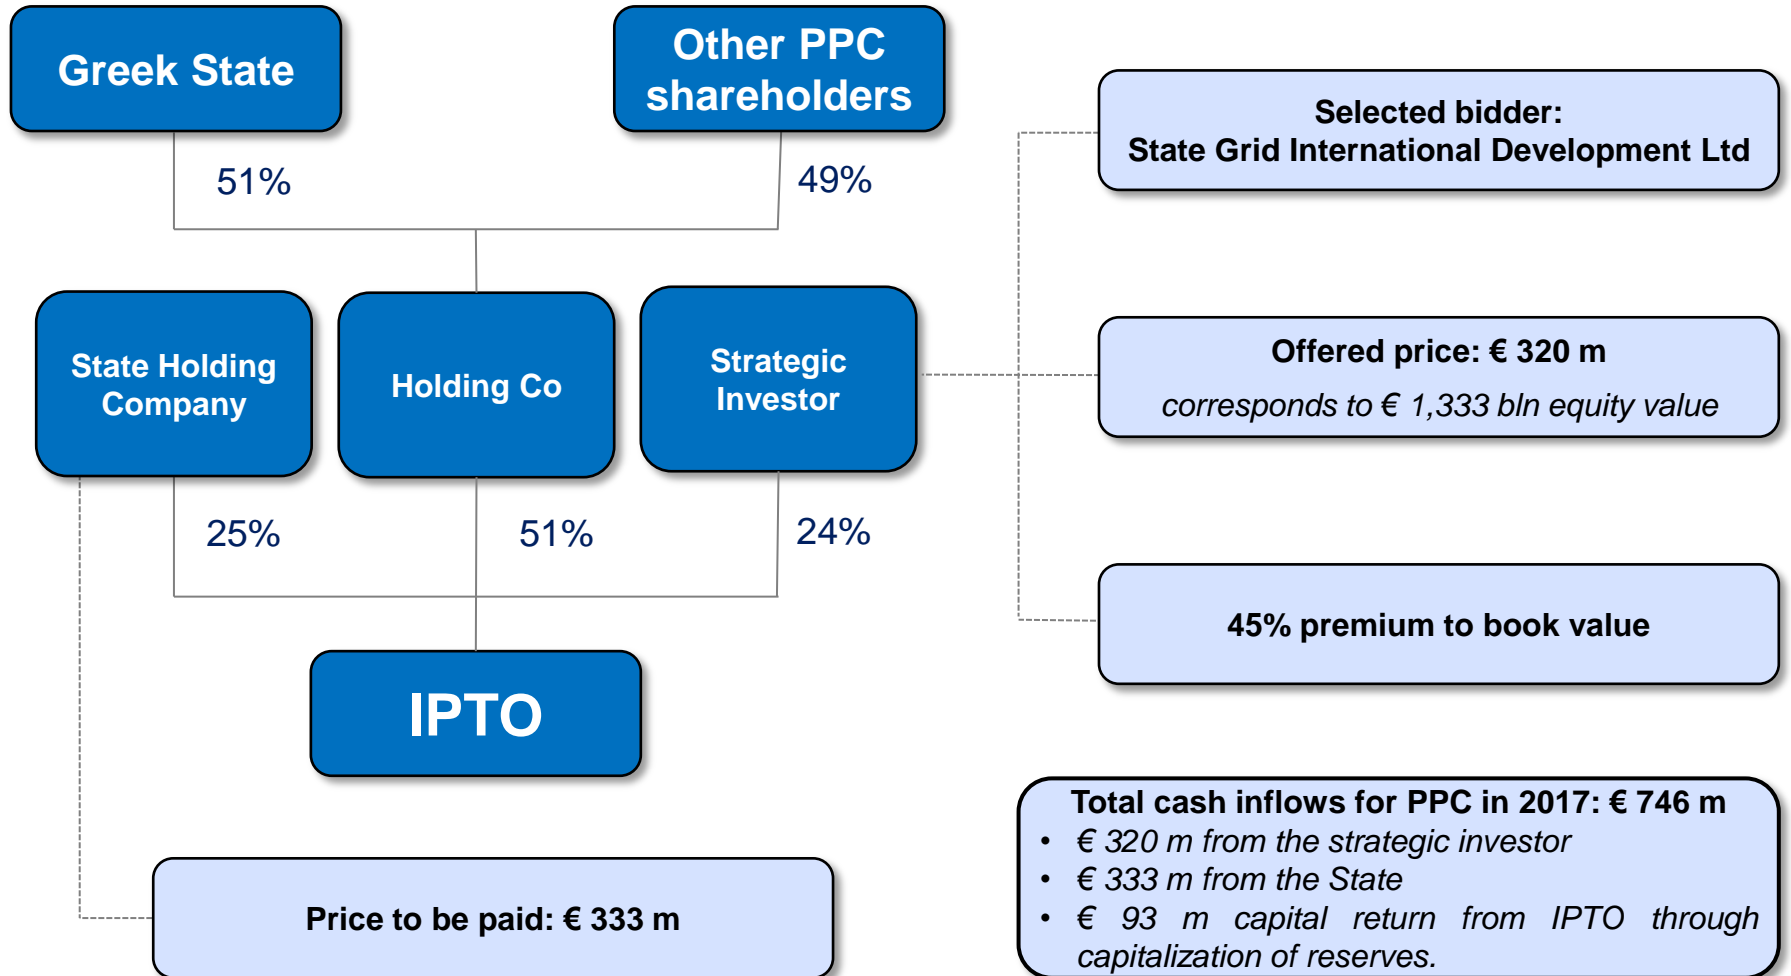 Greek State
Other PPC
shareholders
51%
49%
State Holding
Company
Holding Co
Strategic
Investor
25%
51%
24%
IPTO
Price to be paid: € 333 m
Selected bidder:
State Grid International Development Ltd
Offered price: € 320 m
corresponds to € 1,333 bln equity value
45% premium to book value
Total cash inflows for PPC in 2017: € 746 m
• € 320 m from the strategic investor
• € 333 m from the State
• € 93 m capital return from IPTO through
capitalization of reserves.